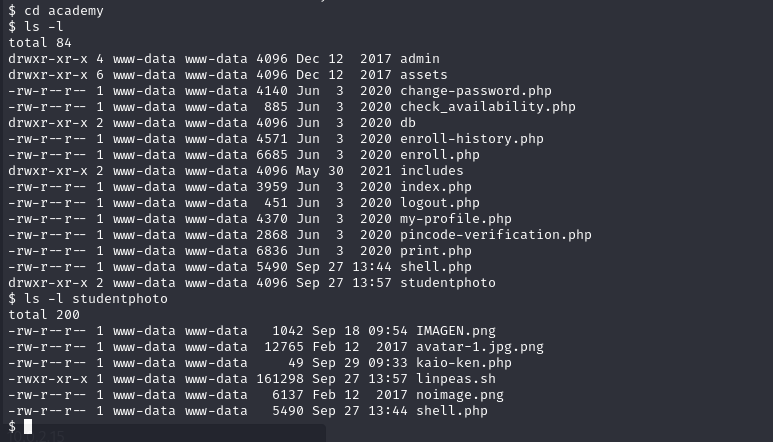 $ cd academy
$ ls -l
total 84
drwxr-xr-x 4 www-data www-data 4096 Dec 12  2017 admin
drwxr-xr-x 6 www-data www-data 4096 Dec 12  2017 assets
-rw-r--r-- 1 www-data www-data 4140 Jun  3  2020 change-password.php
-rw-r--r-- 1 www-data www-data  885 Jun  3  2020 check_availability.php
drwxr-xr-x 2 www-data www-data 4096 Jun  3  2020 db
-rw-r--r-- 1 www-data www-data 4571 Jun  3  2020 enroll-history.php
-rw-r--r-- 1 www-data www-data 6685 Jun  3  2020 enroll.php
drwxr-xr-x 2 www-data www-data 4096 May 30  2021 includes
-rw-r--r-- 1 www-data www-data 3959 Jun  3  2020 index.php
-rw-r--r-- 1 www-data www-data  451 Jun  3  2020 logout.php
-rw-r--r-- 1 www-data www-data 4370 Jun  3  2020 my-profile.php
-rw-r--r-- 1 www-data www-data 2868 Jun  3  2020 pincode-verification.php
-rw-r--r-- 1 www-data www-data 6836 Jun  3  2020 print.php
-rw-r--r-- 1 www-data www-data 5490 Sep 27 13:44 shell.php
drwxr-xr-x 2 www-data www-data 4096 Sep 27 13:57 studentphoto
$ ls -l studentphoto
total 200
-rw-r--r-- 1 www-data www-data   1042 Sep 18 09:54 IMAGEN.png
-rw-r--r-- 1 www-data www-data  12765 Feb 12  2017 avatar-1.jpg.png
-rw-r--r-- 1 www-data www-data     49 Sep 29 09:33 kaio-ken.php
-rwxr-xr-x 1 www-data www-data 161298 Sep 27 13:57 linpeas.sh
-rw-r--r-- 1 www-data www-data   6137 Feb 12  2017 noimage.png
-rw-r--r-- 1 www-data www-data   5490 Sep 27 13:44 shell.php
$